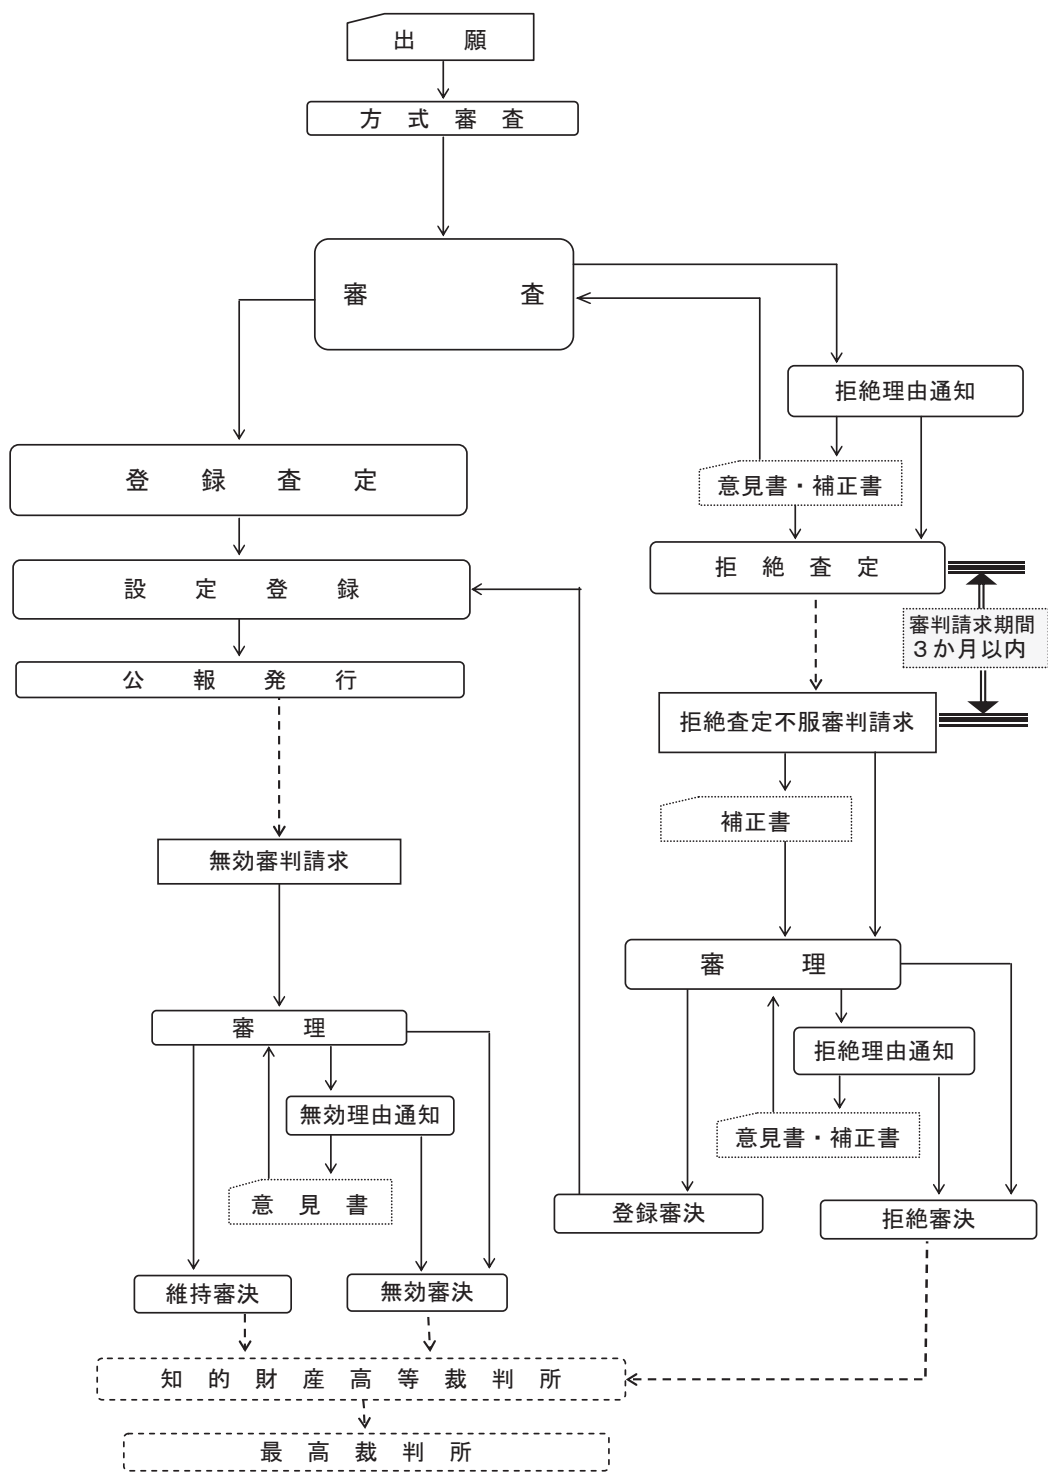 出願
方式審査
審査
拒絶理由通知
意見書・補正書
登録査定
拒絶査定
設定登録
審判請求期間
３か月以内
公報発行
拒絶査定不服審判請求
補正書
無効審判請求
審理
審理
拒絶理由通知
無効理由通知
意見書・補正書
意見書
登録審決
拒絶審決
維持審決
無効審決
知的財産高等裁判所
最高裁判所